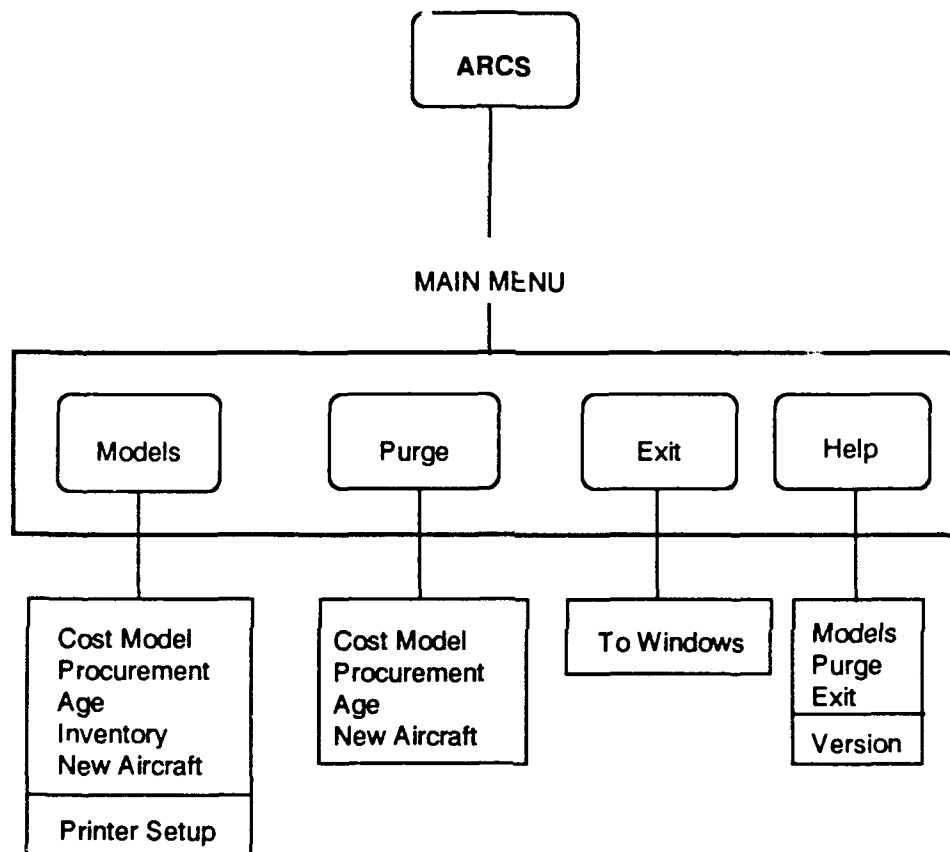 ARCS
MAIN MENU
Models
Purge
Exit
Help
Cost Model
Procurement
Age
Inventory
New Aircraft
Printer Setup
Cost Model
Procurement
Age
New Aircraft
To Windows
Models
Purge
Exit
Version